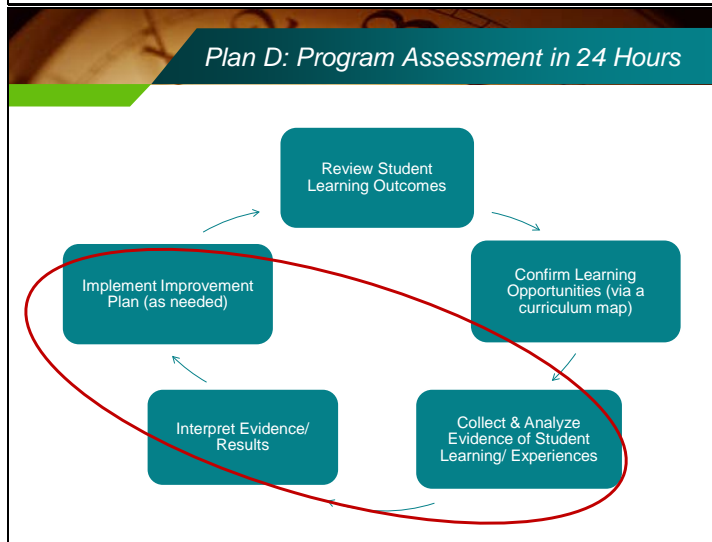 Plan D: Program Assessment in 24 Hours
Review Student
Learning Outcomes
Confirm Learning
Opportunities (via a
curriculum map)
Collect & Analyze
Evidence of Student
Learning/ Experiences
Interpret Evidence/
Results
Implement Improvement
Plan (as needed)